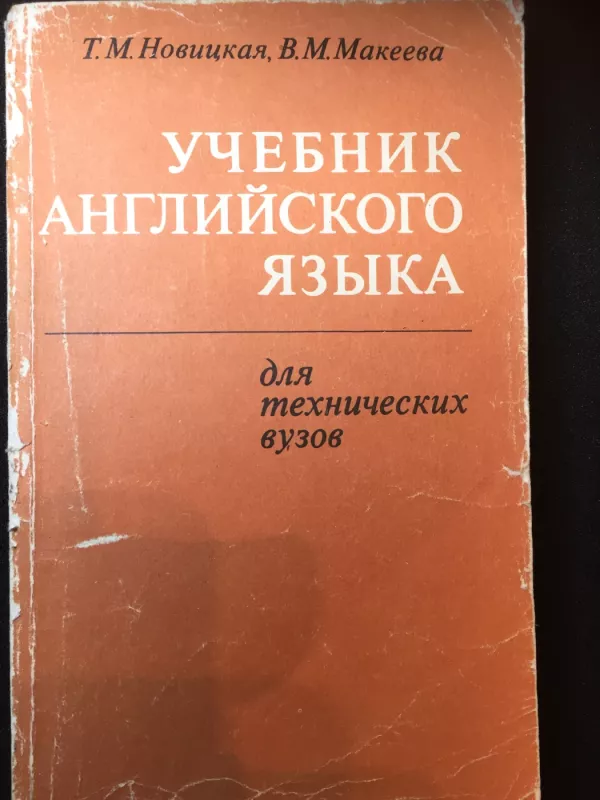 Т. М. Новицкая, В. М. Макеева
УЧЕБНИК
АНГЛИЙСКОГО
ЯЗЫКА
для
технических
вузов